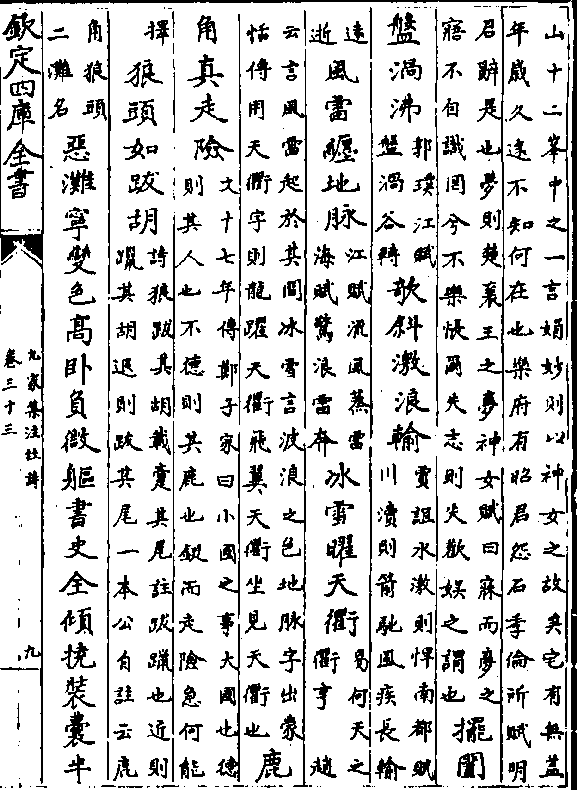 山十二峯中之一言娟妙則以神女之故矣宅有無蓋
年歲久逺不知何在也樂府有昭君怨石季倫所賦明
君辭是也夢則楚襄王之夢神女賦曰寐而夢之
寤不自識罔兮不樂悵爾失志則失歡娯之謂也
擺闔
盤渦沸
郭璞江賦
盤渦谷轉
欹斜激浪輸
賈誼水激則悍南都賦
川瀆則箭馳風疾長輸
逺
逝
風雷纒地脉
江賦流風蒸雷
海賦驚浪雷奔
冰雪曜天衢
易何天之
衢亨 趙
云言風雷起於其間冰雪言波浪之色地脉字出蒙
恬傳用天衢字則龍躍天衢飛翼天衢坐見天衢也
鹿
角真走險
文十七年傳鄭子家曰小國之事大國也德
則其人也不德則其鹿也鋌而走險急何能
擇
狼頭如跋胡
詩狼跋其胡載疐其尾註跋躐也近則
躐其胡退則跋其尾一本公自註云鹿
角狼頭
二灘名
惡灘寧變色高卧負微軀書史全傾撓裝囊半
欽定四庫全書
九家集注杜詩
卷三十三
九